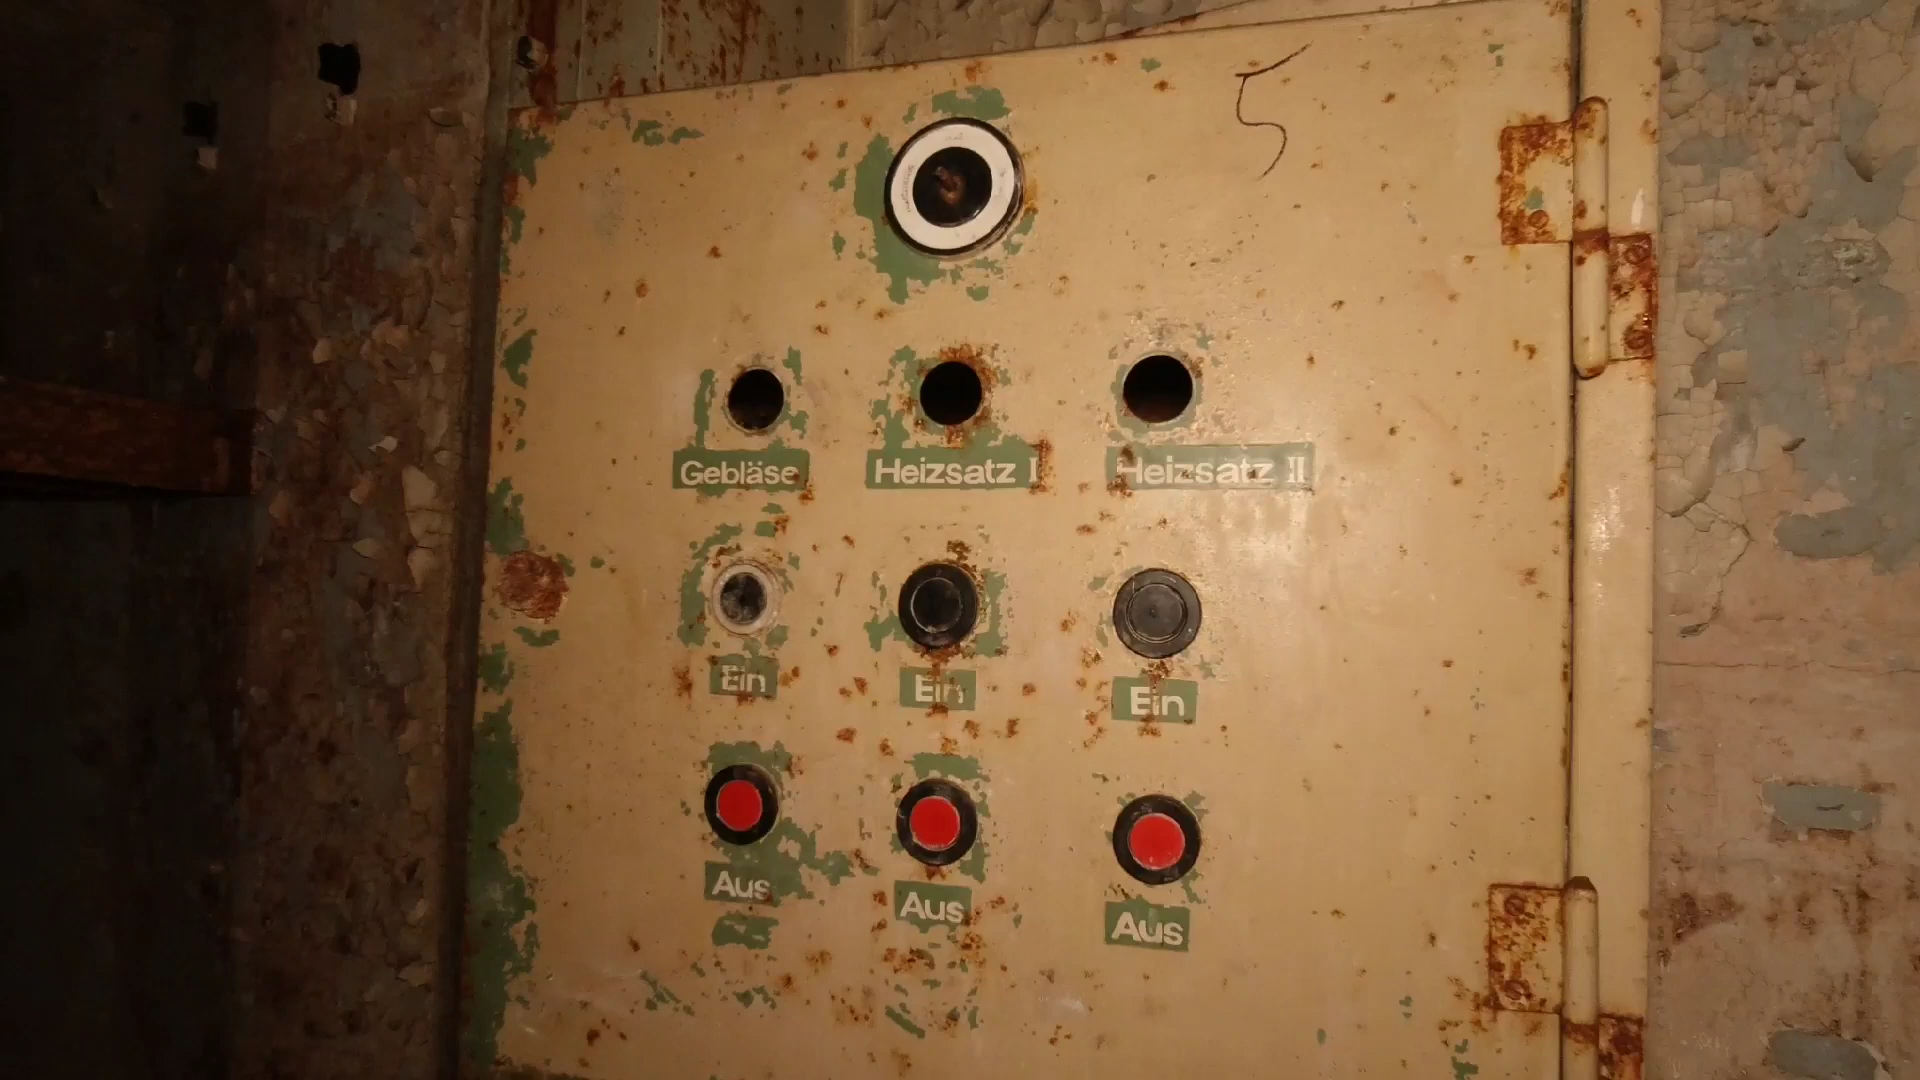 5
Gebläse Heizsatz I Heizsatz II
Ein Ein Ein
Aus Aus Aus